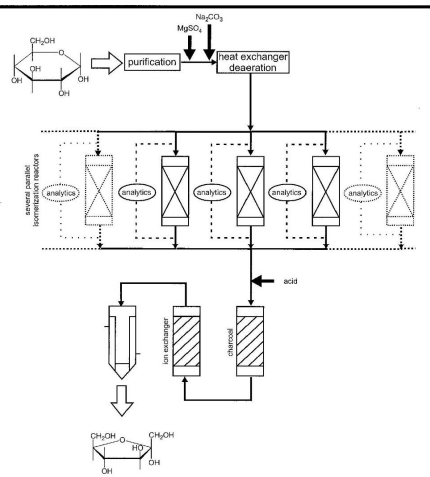 Na₂CO₃
MgSO₄
CH₂OH
O
OH
OH
OH
OH
purification
heat exchanger
deaeration
several parallel
isomerization reactors
analytics
analytics
analytics
analytics
analytics
acid
ion exchanger
charcoal
CH₂OH
O
CH₂OH
HO
OH
OH